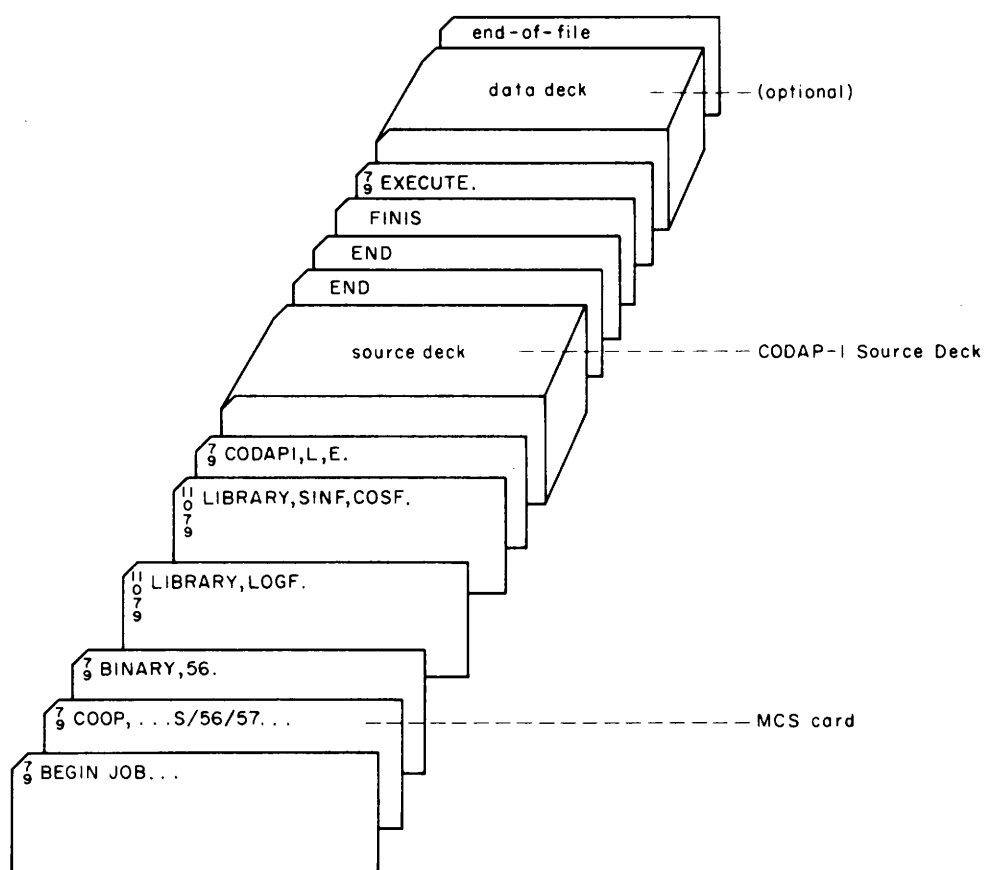 end-of-file
data deck
(optional)
7
9 EXECUTE.
FINIS
END
END
source deck
CODAP-1 Source Deck
7
9 CODAP1,L,E.
11
0
7
9 LIBRARY,SINF,COSF.
11
0
7
9 LIBRARY,LOGF.
7
9 BINARY,56.
7
9 COOP, ...S/56/57...
MCS card
7
9 BEGIN JOB...